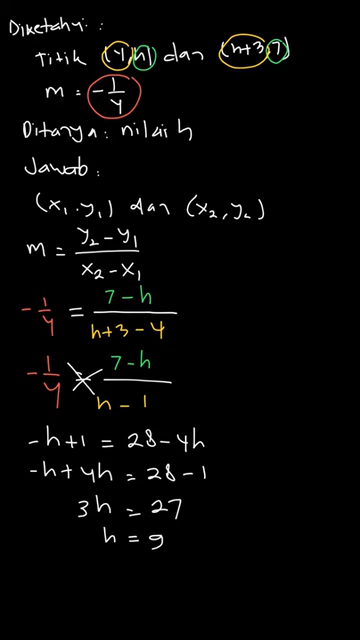 Diketahui:
Titik (4, h) dan (h+3, 7)
m = -1/4
Ditanya: nilai h
Jawab:
(x₁, y₁) dan (x₂, y₂)
m = (y₂ - y₁)/(x₂ - x₁)
-1/4 = (7 - h)/(h+3 - 4)
-1/4 = (7 - h)/(h - 1)
-h + 1 = 28 - 4h
-h + 4h = 28 - 1
3h = 27
h = 9